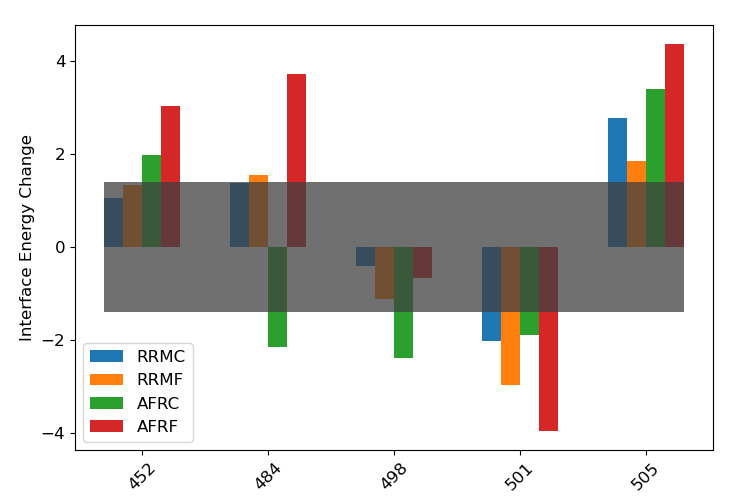 Interface Energy Change
4
2
0
−2
−4
RRMC
RRMF
AFRC
AFRF
452
484
498
501
505